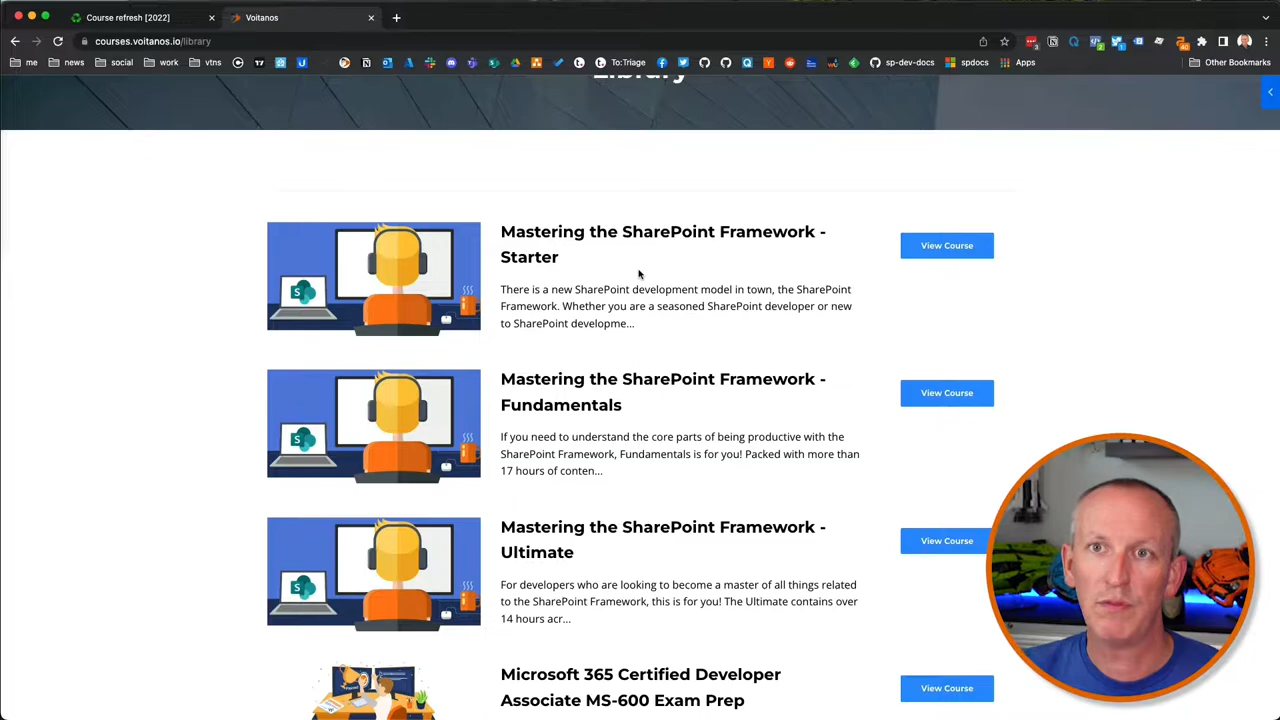 Course refresh [2022]
Voitanos
courses.voitanos.io/library
me
news
social
work
vtns
To:Triage
sp-dev-docs
spdocs
Apps
Other Bookmarks
Library
Mastering the SharePoint Framework -
Starter
View Course
There is a new SharePoint development model in town, the SharePoint
Framework. Whether you are a seasoned SharePoint developer or new
to SharePoint developme...
Mastering the SharePoint Framework -
Fundamentals
View Course
If you need to understand the core parts of being productive with the
SharePoint Framework, Fundamentals is for you! Packed with more than
17 hours of conten...
Mastering the SharePoint Framework -
Ultimate
View Course
For developers who are looking to become a master of all things related
to the SharePoint Framework, this is for you! The Ultimate contains over
14 hours acr...
Microsoft 365 Certified Developer
Associate MS-600 Exam Prep
View Course